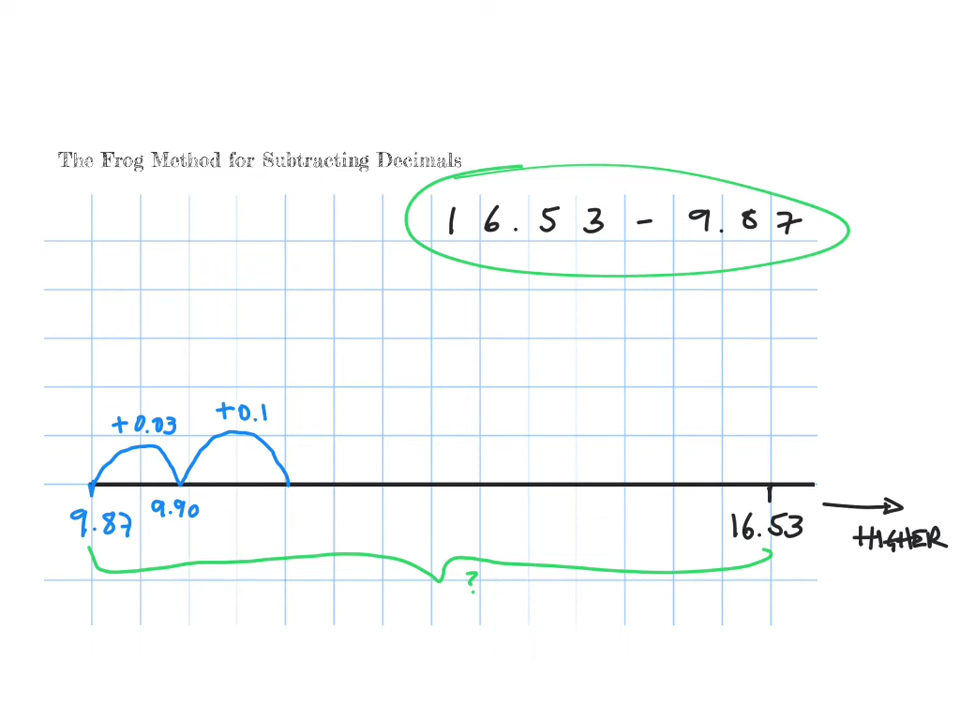 The Frog Method for Subtracting Decimals
16.53 - 9.87
+0.03
+0.1
9.87
9.90
16.53
HIGHER
?